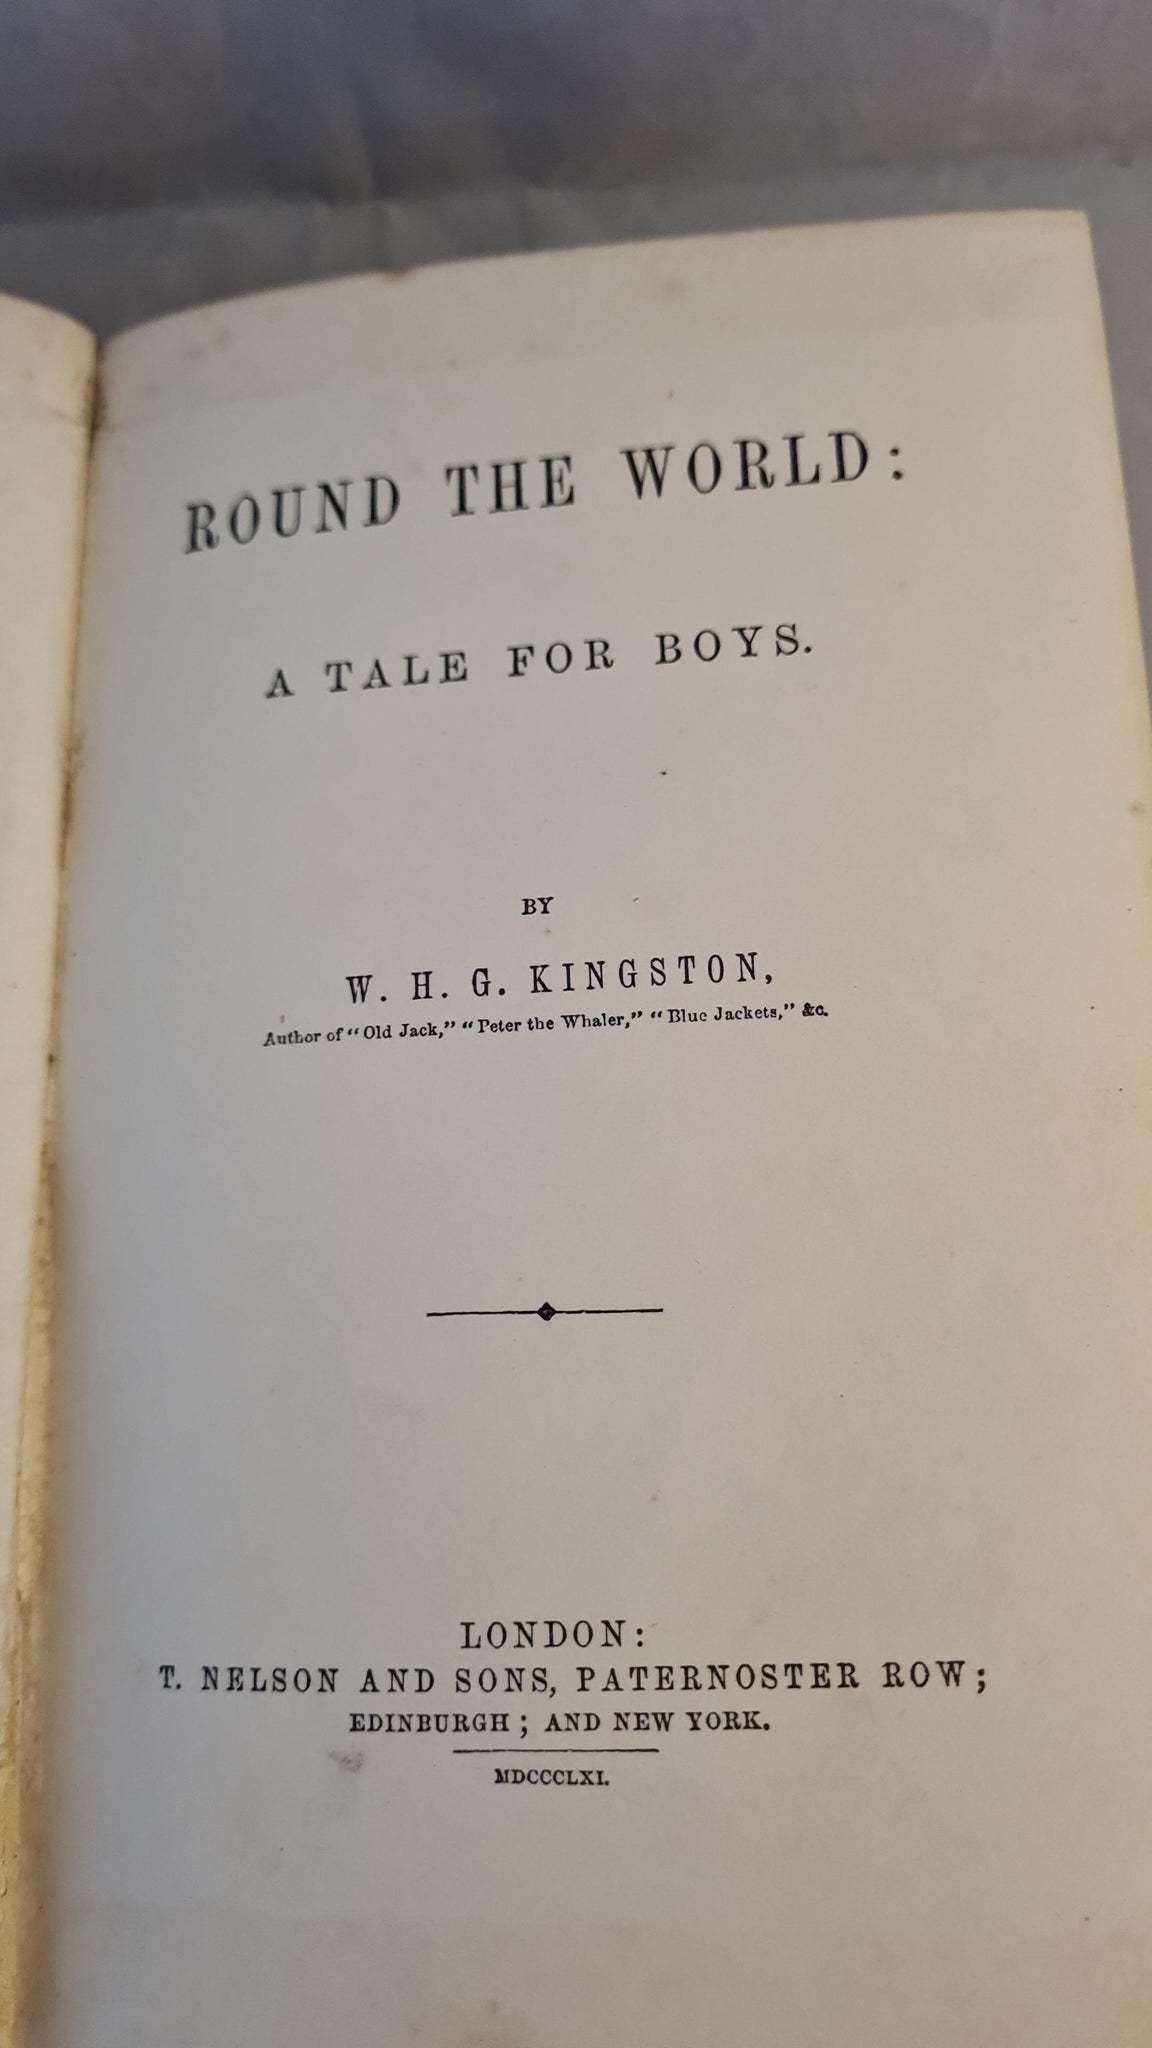 ROUND THE WORLD:
A TALE FOR BOYS.
BY
W. H. G. KINGSTON,
Author of "Old Jack," "Peter the Whaler," "Blue Jackets," &c.
LONDON:
T. NELSON AND SONS, PATERNOSTER ROW;
EDINBURGH; AND NEW YORK.
MDCCCLXI.